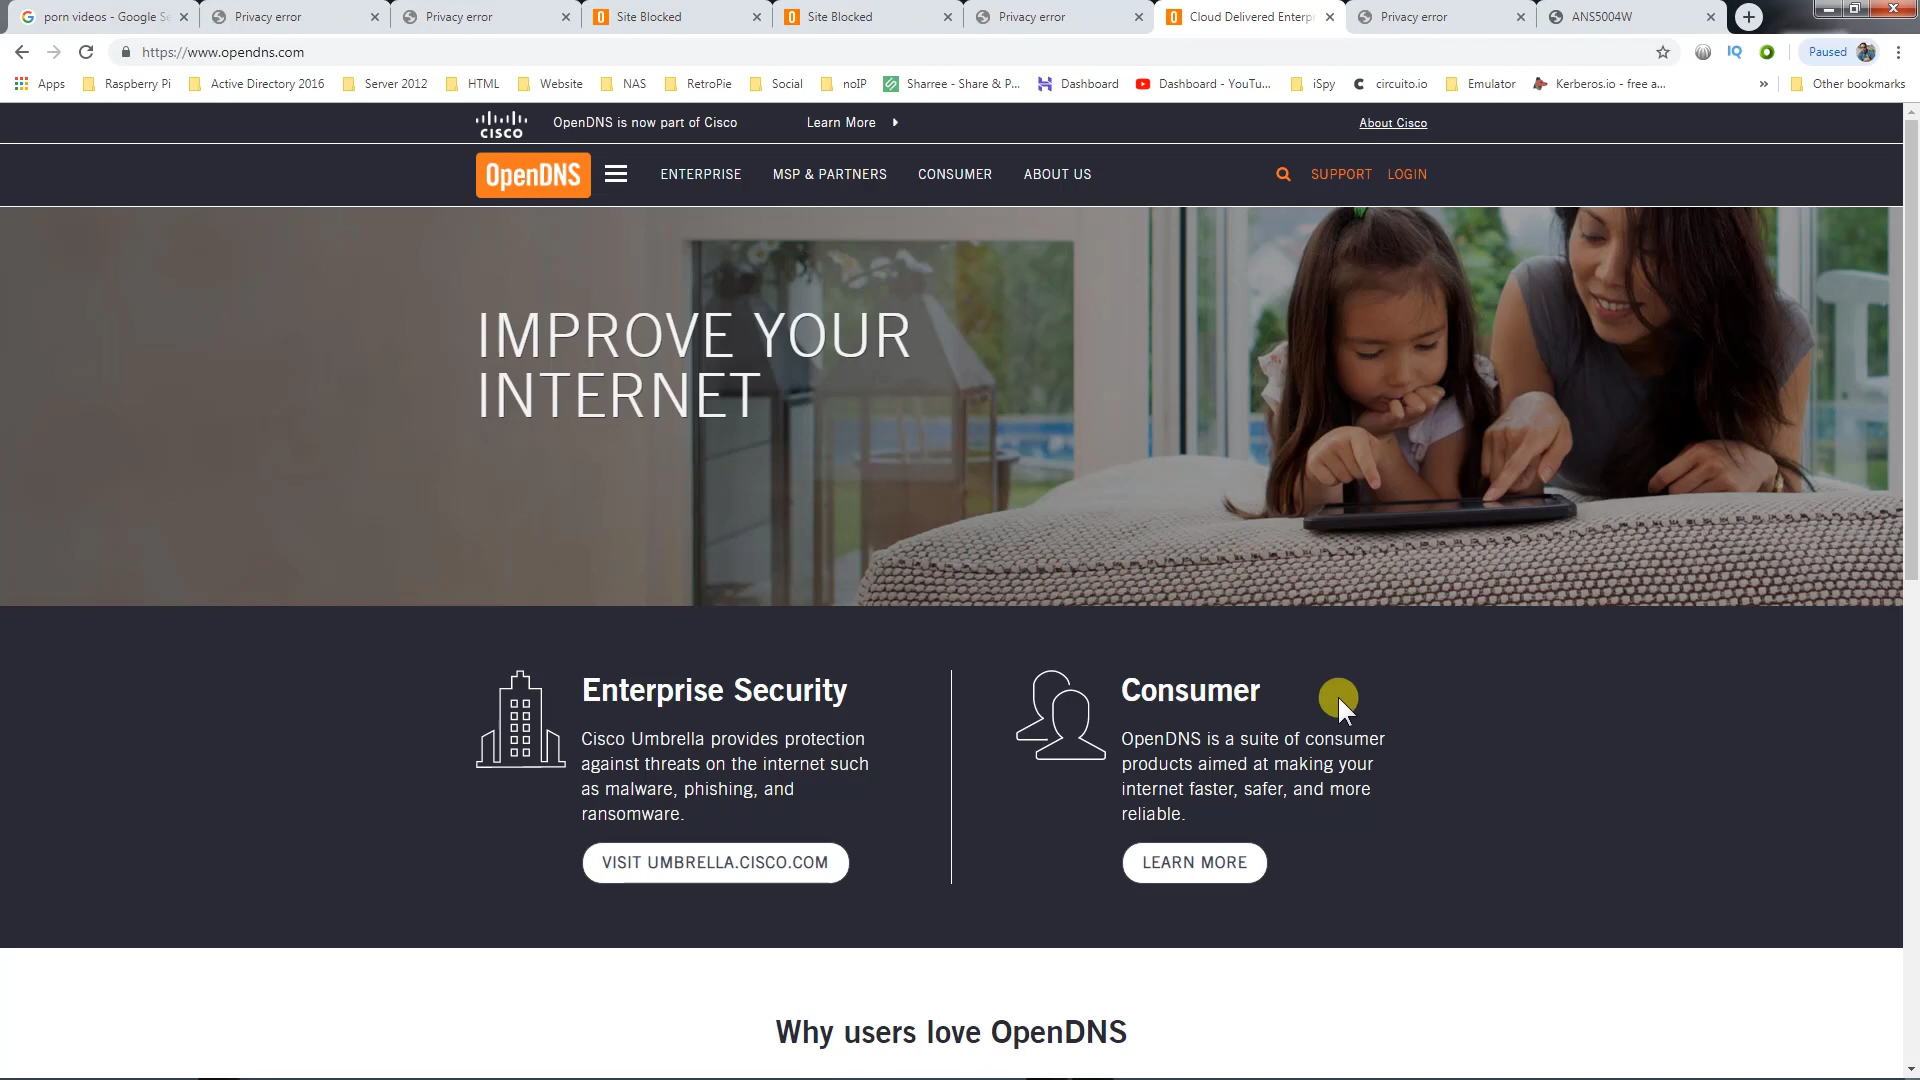 porn videos - Google Se
Privacy error
Privacy error
Site Blocked
Site Blocked
Privacy error
Cloud Delivered Enterp
Privacy error
ANS5004W
https://www.opendns.com
IQ
Paused
Apps
Raspberry Pi
Active Directory 2016
Server 2012
HTML
Website
NAS
RetroPie
Social
noIP
Sharree - Share & P...
Dashboard
Dashboard - YouTu...
iSpy
circuito.io
Emulator
Kerberos.io - free a...
»
Other bookmarks
CISCO
OpenDNS is now part of Cisco
Learn More
About Cisco
OpenDNS
ENTERPRISE
MSP & PARTNERS
CONSUMER
ABOUT US
SUPPORT
LOGIN
IMPROVE YOUR
INTERNET
Enterprise Security
Cisco Umbrella provides protection
against threats on the internet such
as malware, phishing, and
ransomware.
VISIT UMBRELLA.CISCO.COM
Consumer
OpenDNS is a suite of consumer
products aimed at making your
internet faster, safer, and more
reliable.
LEARN MORE
Why users love OpenDNS